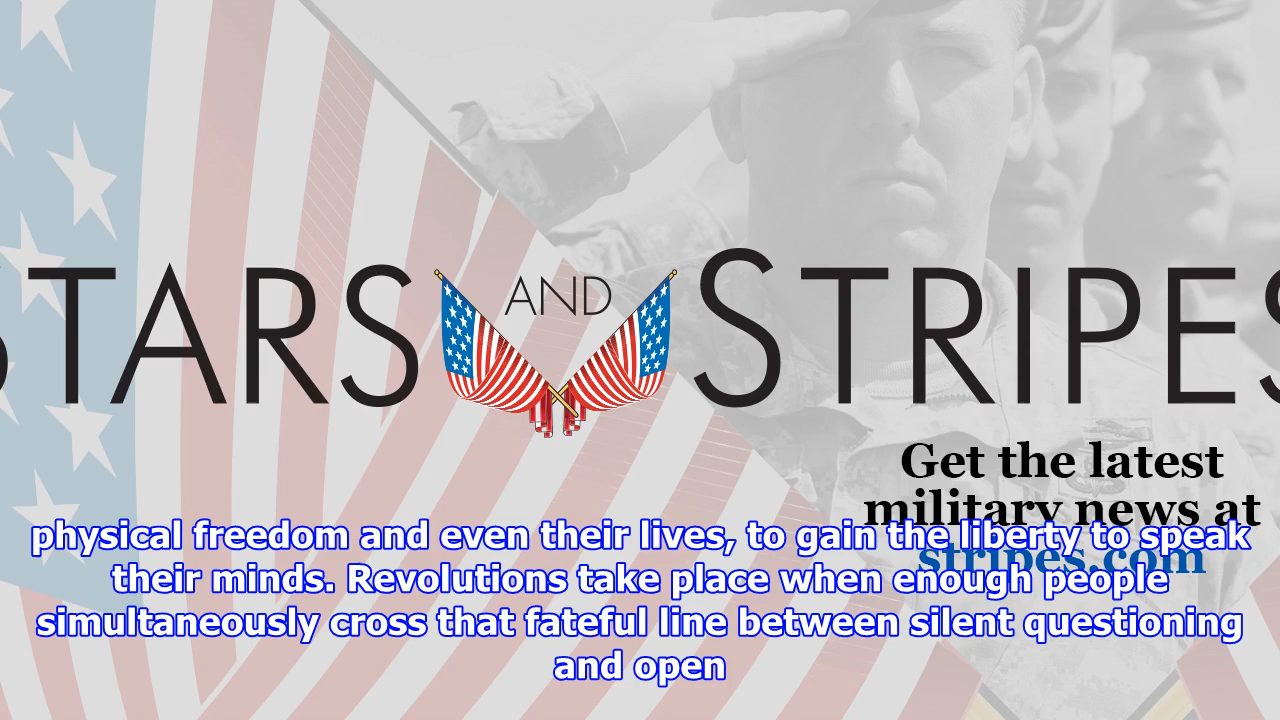 STARS AND STRIPES
Get the latest
military news at
stripes.com
physical freedom and even their lives, to gain the liberty to speak
their minds. Revolutions take place when enough people
simultaneously cross that fateful line between silent questioning
and open